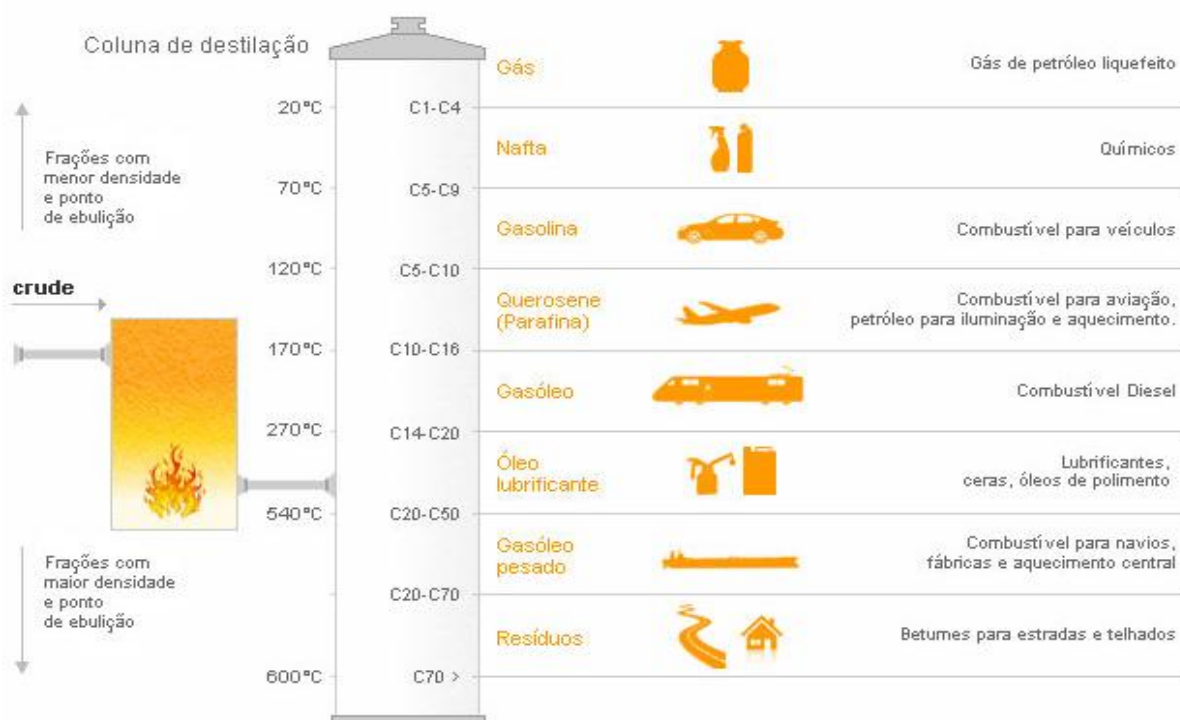 Coluna de destilação
Gás
Gás de petróleo liquefeito
20°C
C1-C4
Frações com
menor densidade
e ponto
de ebulição
Nafta
Químicos
70°C
C5-C9
Gasolina
Combustível para veículos
120°C
C5-C10
crude
Querosene
(Parafina)
Combustível para aviação,
petróleo para iluminação e aquecimento.
170°C
C10-C16
Gasóleo
Combustível Diesel
270°C
C14-C20
Óleo
lubrificante
Lubrificantes,
ceras, óleos de polimento
540°C
C20-C50
Frações com
maior densidade
e ponto
de ebulição
Gasóleo
pesado
Combustível para navios,
fábricas e aquecimento central
C20-C70
Resíduos
Betumes para estradas e telhados
600°C
C70 >